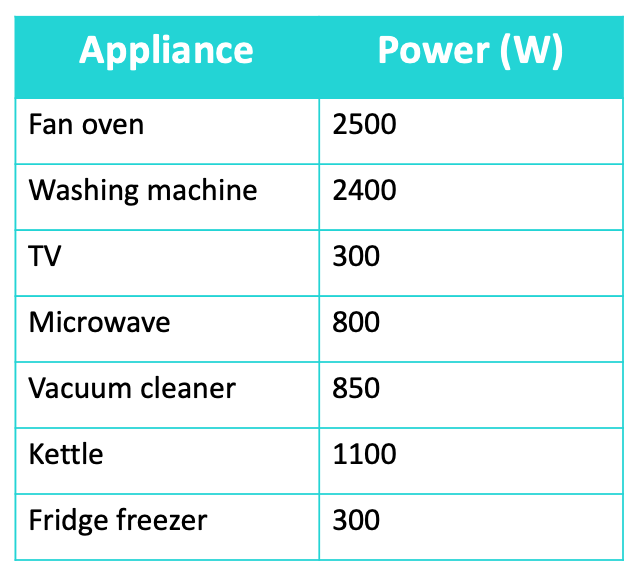 Appliance Power (W)
Fan oven 2500
Washing machine 2400
TV 300
Microwave 800
Vacuum cleaner 850
Kettle 1100
Fridge freezer 300